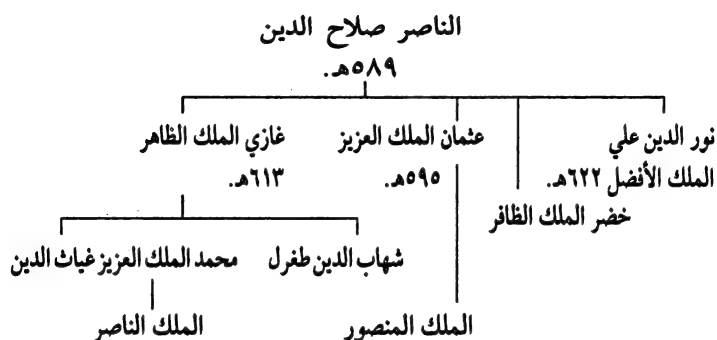 الناصر صلاح الدين
٥٨٩هـ.
نور الدين علي
عثمان الملك العزيز
غازي الملك الظاهر
الملك الأفضل ٦٢٢هـ.
٥٩٥هـ.
٦١٣هـ.
خضر الملك الظافر
شهاب الدين طغرل
محمد الملك العزيز غياث الدين
الملك المنصور
الملك الناصر